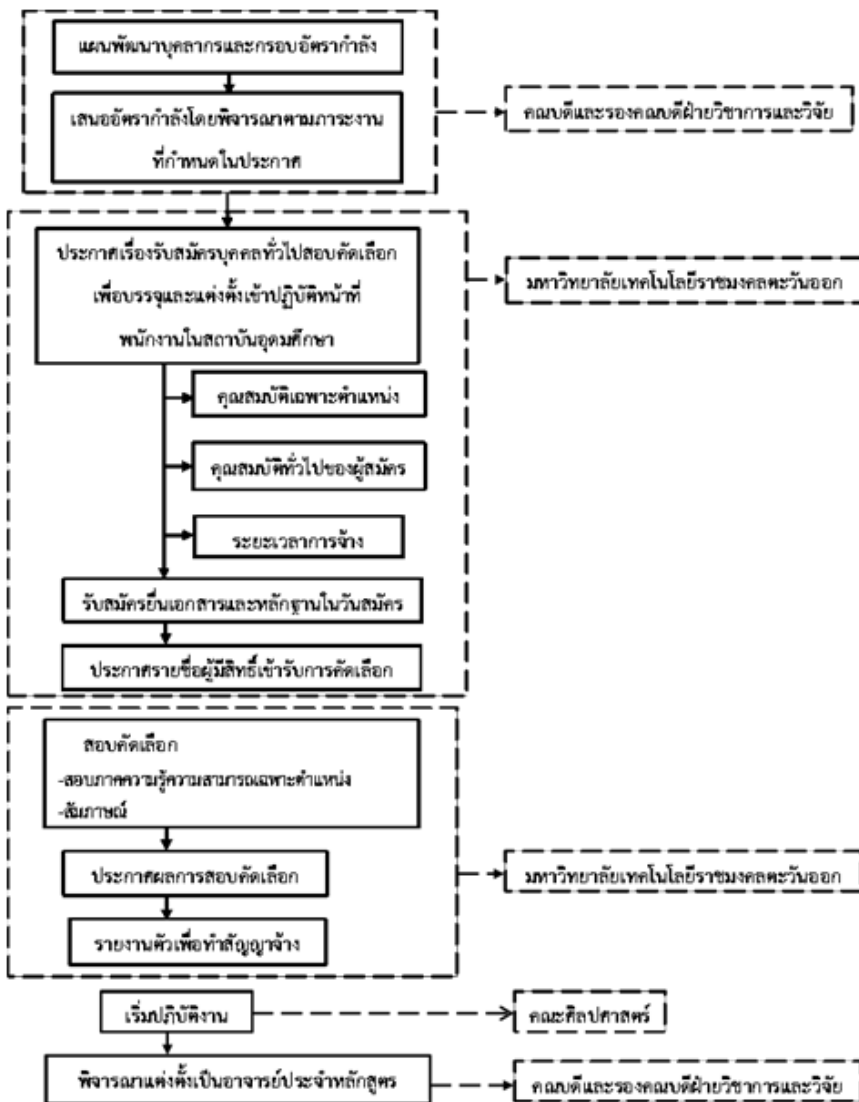 แผนพัฒนาบุคลากรและกรอบอัตรากำลัง
เสนออัตรากำลังโดยพิจารณาตามภาระงาน
ที่กำหนดในประกาศ
คณบดีและรองคณบดีฝ่ายวิชาการและวิจัย
ประกาศเรื่องรับสมัครบุคคลทั่วไปสอบคัดเลือก
เพื่อบรรจุและแต่งตั้งเข้าปฏิบัติหน้าที่
พนักงานในสถาบันอุดมศึกษา
มหาวิทยาลัยเทคโนโลยีราชมงคลตะวันออก
คุณสมบัติเฉพาะตำแหน่ง
คุณสมบัติทั่วไปของผู้สมัคร
ระยะเวลาการจ้าง
รับสมัครยื่นเอกสารและหลักฐานในวันสมัคร
ประกาศรายชื่อผู้มีสิทธิ์เข้ารับการคัดเลือก
สอบคัดเลือก
-สอบภาคความรู้ความสามารถเฉพาะตำแหน่ง
-สัมภาษณ์
ประกาศผลการสอบคัดเลือก
มหาวิทยาลัยเทคโนโลยีราชมงคลตะวันออก
รายงานตัวเพื่อทำสัญญาจ้าง
เริ่มปฏิบัติงาน
คณะศิลปศาสตร์
พิจารณาแต่งตั้งเป็นอาจารย์ประจำหลักสูตร
คณบดีและรองคณบดีฝ่ายวิชาการและวิจัย